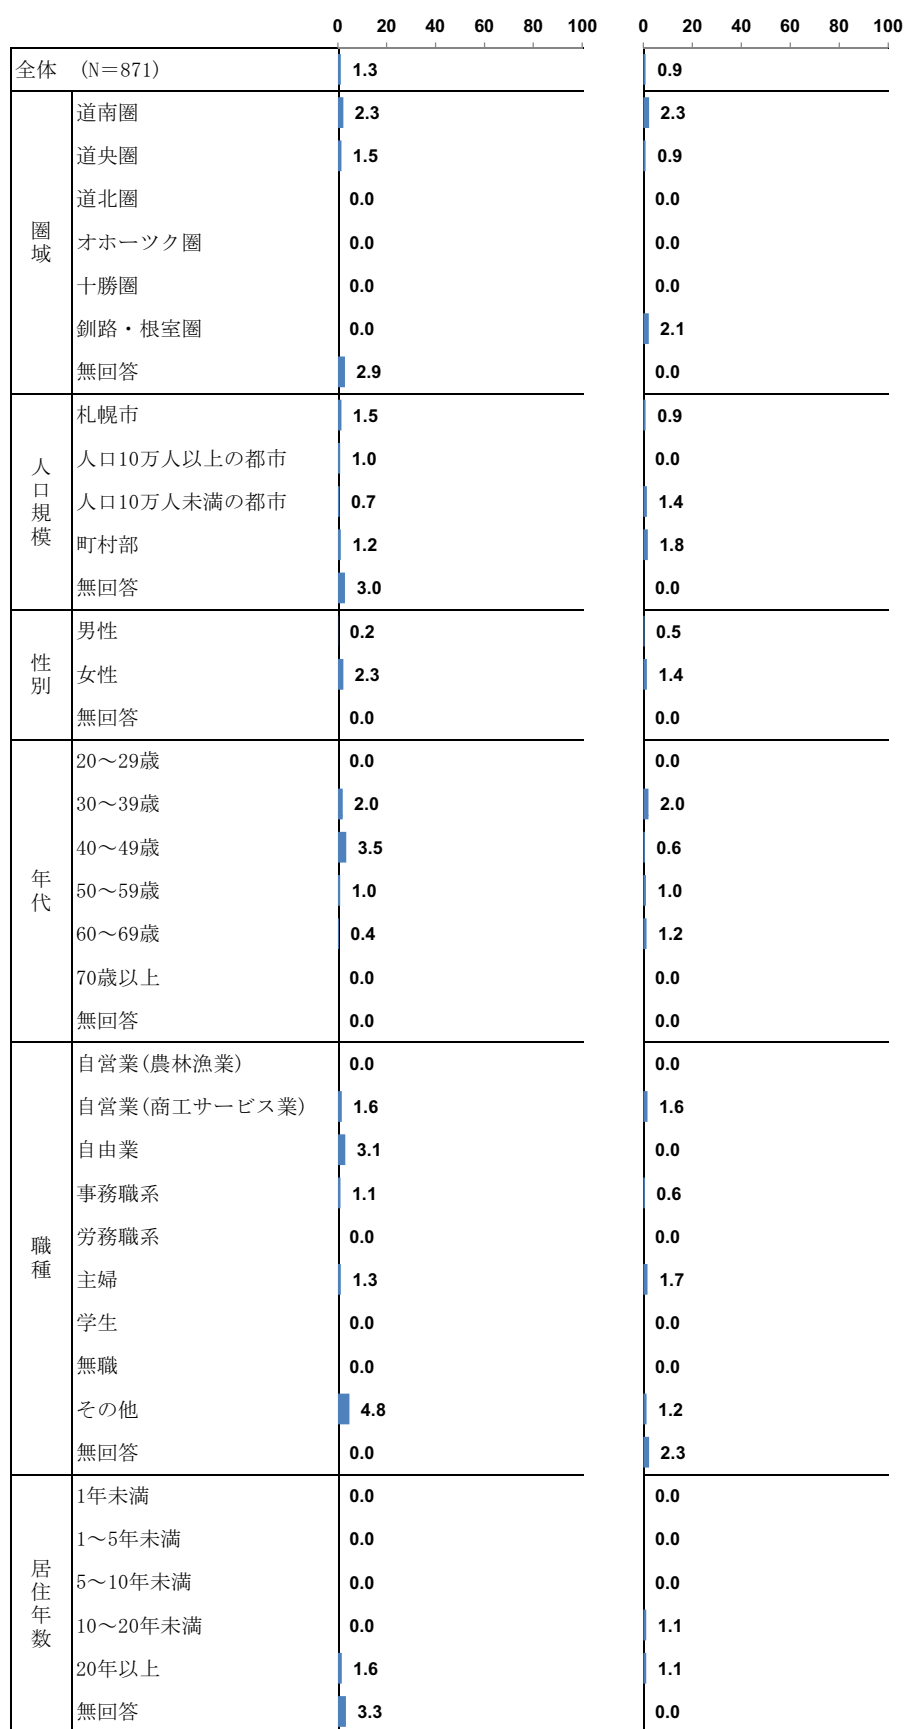 0 20 40 60 80 100 0 20 40 60 80 100
全体 (N=871) 1.3 0.9
圏域
道南圏 2.3 2.3
道央圏 1.5 0.9
道北圏 0.0 0.0
オホーツク圏 0.0 0.0
十勝圏 0.0 0.0
釧路・根室圏 0.0 2.1
無回答 2.9 0.0
人口規模
札幌市 1.5 0.9
人口10万人以上の都市 1.0 0.0
人口10万人未満の都市 0.7 1.4
町村部 1.2 1.8
無回答 3.0 0.0
性別
男性 0.2 0.5
女性 2.3 1.4
無回答 0.0 0.0
年代
20～29歳 0.0 0.0
30～39歳 2.0 2.0
40～49歳 3.5 0.6
50～59歳 1.0 1.0
60～69歳 0.4 1.2
70歳以上 0.0 0.0
無回答 0.0 0.0
職種
自営業(農林漁業) 0.0 0.0
自営業(商工サービス業) 1.6 1.6
自由業 3.1 0.0
事務職系 1.1 0.6
労務職系 0.0 0.0
主婦 1.3 1.7
学生 0.0 0.0
無職 0.0 0.0
その他 4.8 1.2
無回答 0.0 2.3
居住年数
1年未満 0.0 0.0
1～5年未満 0.0 0.0
5～10年未満 0.0 0.0
10～20年未満 0.0 1.1
20年以上 1.6 1.1
無回答 3.3 0.0